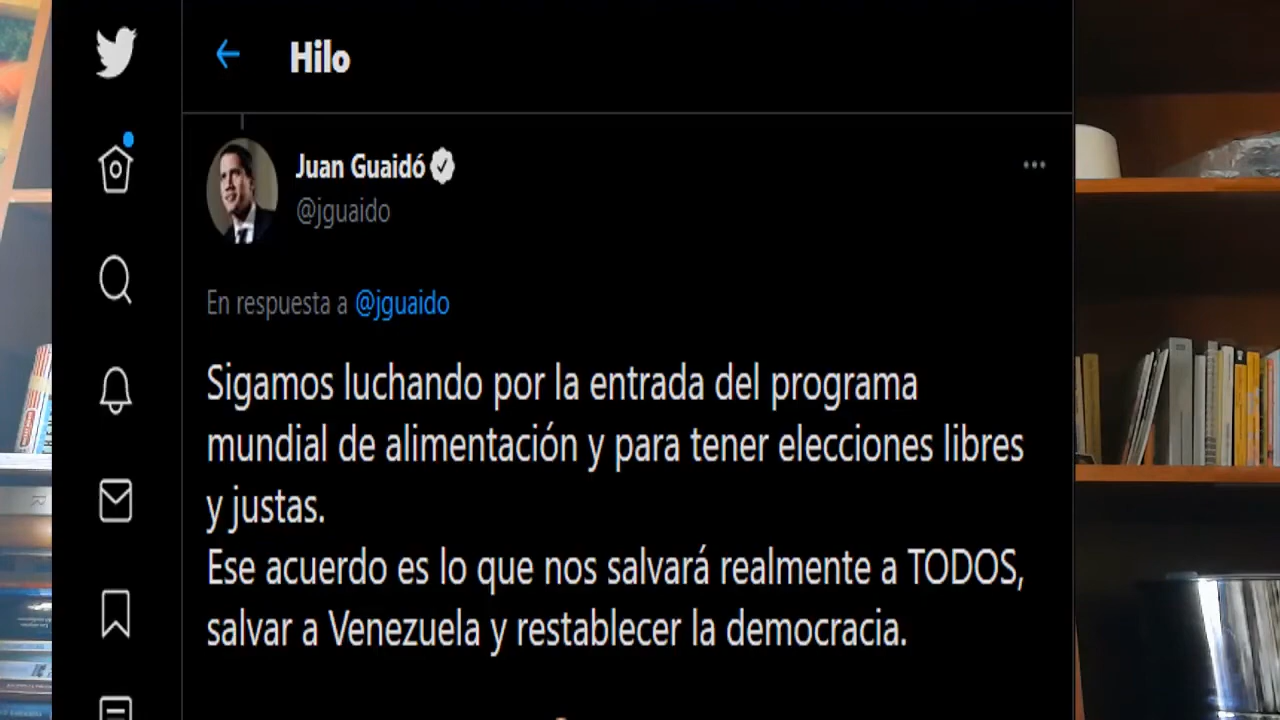 Hilo
Juan Guaidó
@jguaido
En respuesta a @jguaido
Sigamos luchando por la entrada del programa
mundial de alimentación y para tener elecciones libres
y justas.
Ese acuerdo es lo que nos salvará realmente a TODOS,
salvar a Venezuela y restablecer la democracia.